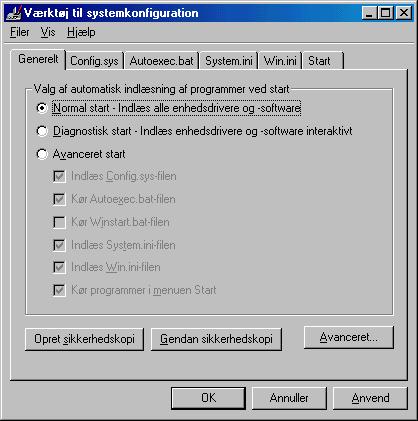 Værktøj til systemkonfiguration
Filer Vis Hjælp
Generelt Config.sys Autoexec.bat System.ini Win.ini Start
Valg af automatisk indlæsning af programmer ved start
Normal start - Indlæs alle enhedsdrivere og -software
Diagnostisk start - Indlæs enhedsdrivere og -software interaktivt
Avanceret start
Indlæs Config.sys-filen
Kør Autoexec.bat-filen
Kør Winstart.bat-filen
Indlæs System.ini-filen
Indlæs Win.ini-filen
Kør programmer i menuen Start
Opret sikkerhedskopi Gendan sikkerhedskopi Avanceret...
OK Annuller Anvend